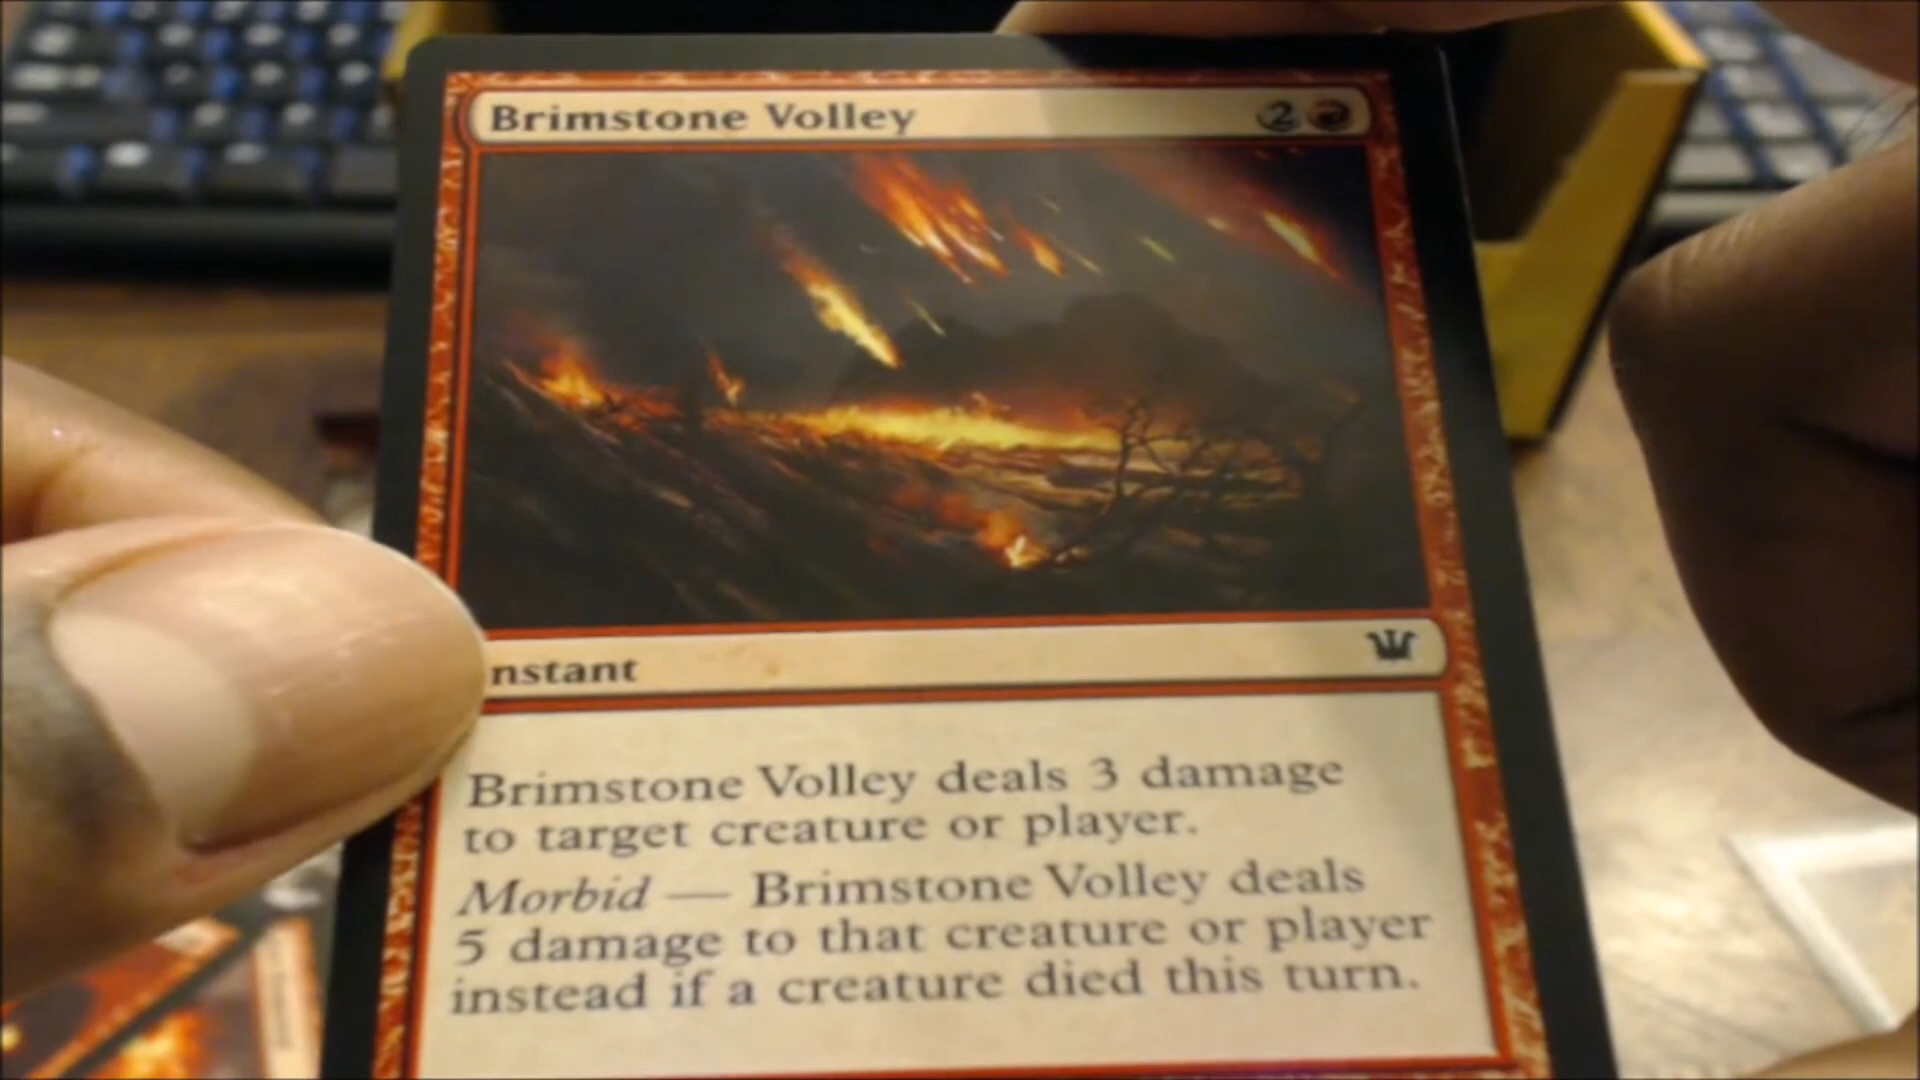 Brimstone Volley 2
nstant
Brimstone Volley deals 3 damage
to target creature or player.
Morbid — Brimstone Volley deals
5 damage to that creature or player
instead if a creature died this turn.